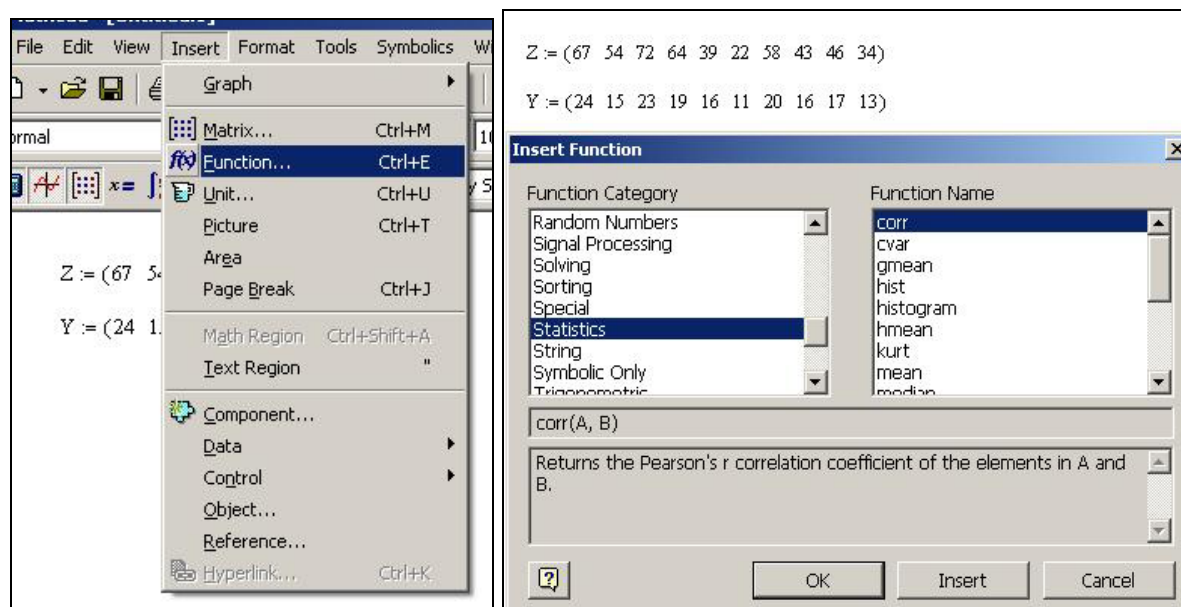 File Edit View Insert Format Tools Symbolics
Graph
Matrix... Ctrl+M
Function... Ctrl+E
Unit... Ctrl+U
Picture Ctrl+T
Area
Page Break Ctrl+J
Math Region Ctrl+Shift+A
Text Region "
Component...
Data
Control
Object...
Reference...
Hyperlink... Ctrl+K
Z := (67
Y := (24
Z := (67 54 72 64 39 22 58 43 46 34)
Y := (24 15 23 19 16 11 20 16 17 13)
Insert Function
Function Category
Random Numbers
Signal Processing
Solving
Sorting
Special
Statistics
String
Symbolic Only
Trigonometric
Function Name
corr
cvar
gmean
hist
histogram
hmean
kurt
mean
median
corr(A, B)
Returns the Pearson's r correlation coefficient of the elements in A and
B.
OK Insert Cancel